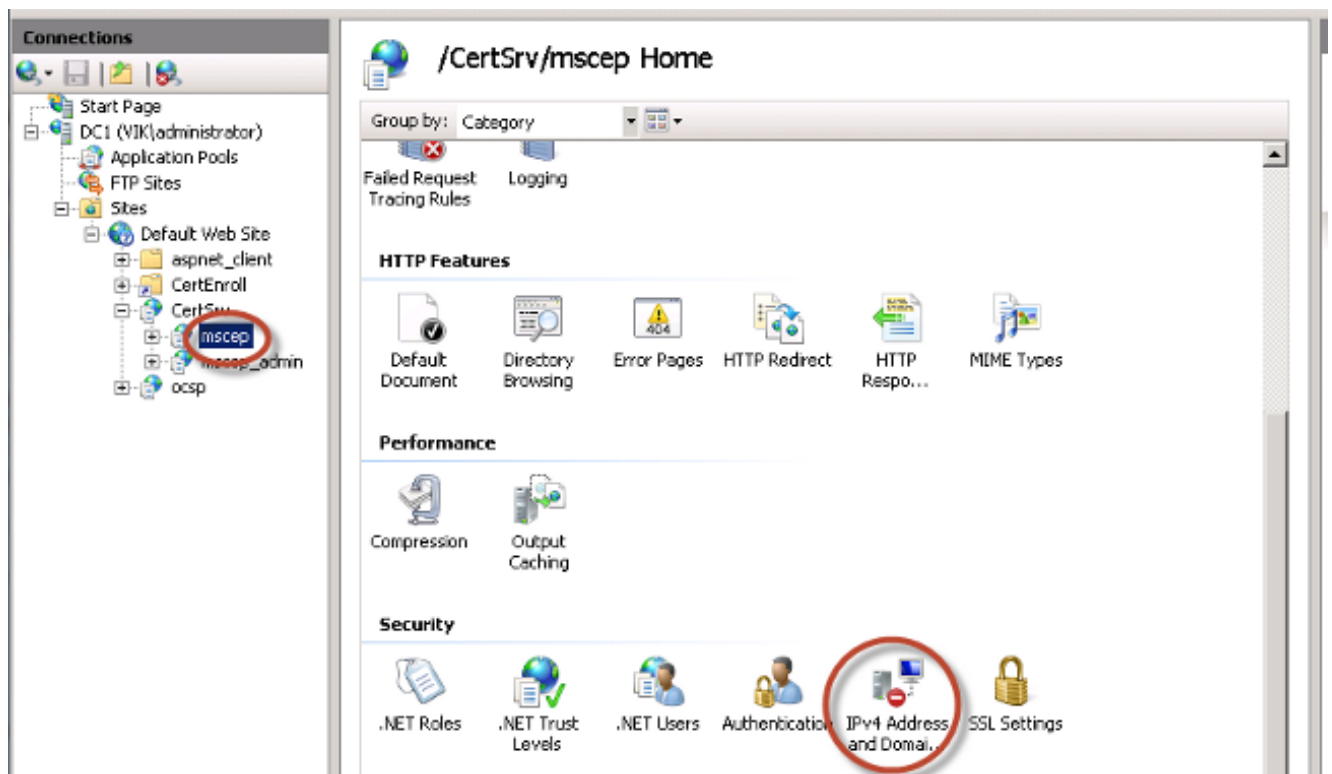 Connections
Start Page
DC1 (VIK\administrator)
Application Pools
FTP Sites
Sites
Default Web Site
aspnet_client
CertEnroll
CertSrv
mscep
mscep_admin
ocsp
/CertSrv/mscep Home
Group by: Category
Failed Request
Tracing Rules
Logging
HTTP Features
404
Default
Document
Directory
Browsing
Error Pages
HTTP Redirect
HTTP
Respo...
MIME Types
Performance
Compression
Output
Caching
Security
.NET Roles
.NET Trust
Levels
.NET Users
Authentication
IPv4 Address
and Domai...
SSL Settings